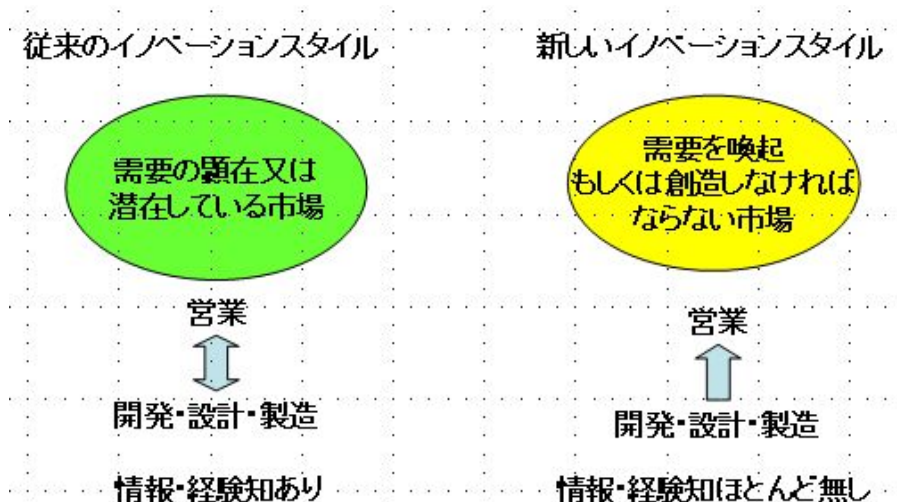 従来のイノベーションスタイル
需要の顕在又は
潜在している市場
営業
開発・設計・製造
情報・経験知あり
新しいイノベーションスタイル
需要を喚起
もしくは創造しなければ
ならない市場
営業
開発・設計・製造
情報・経験知ほとんど無し